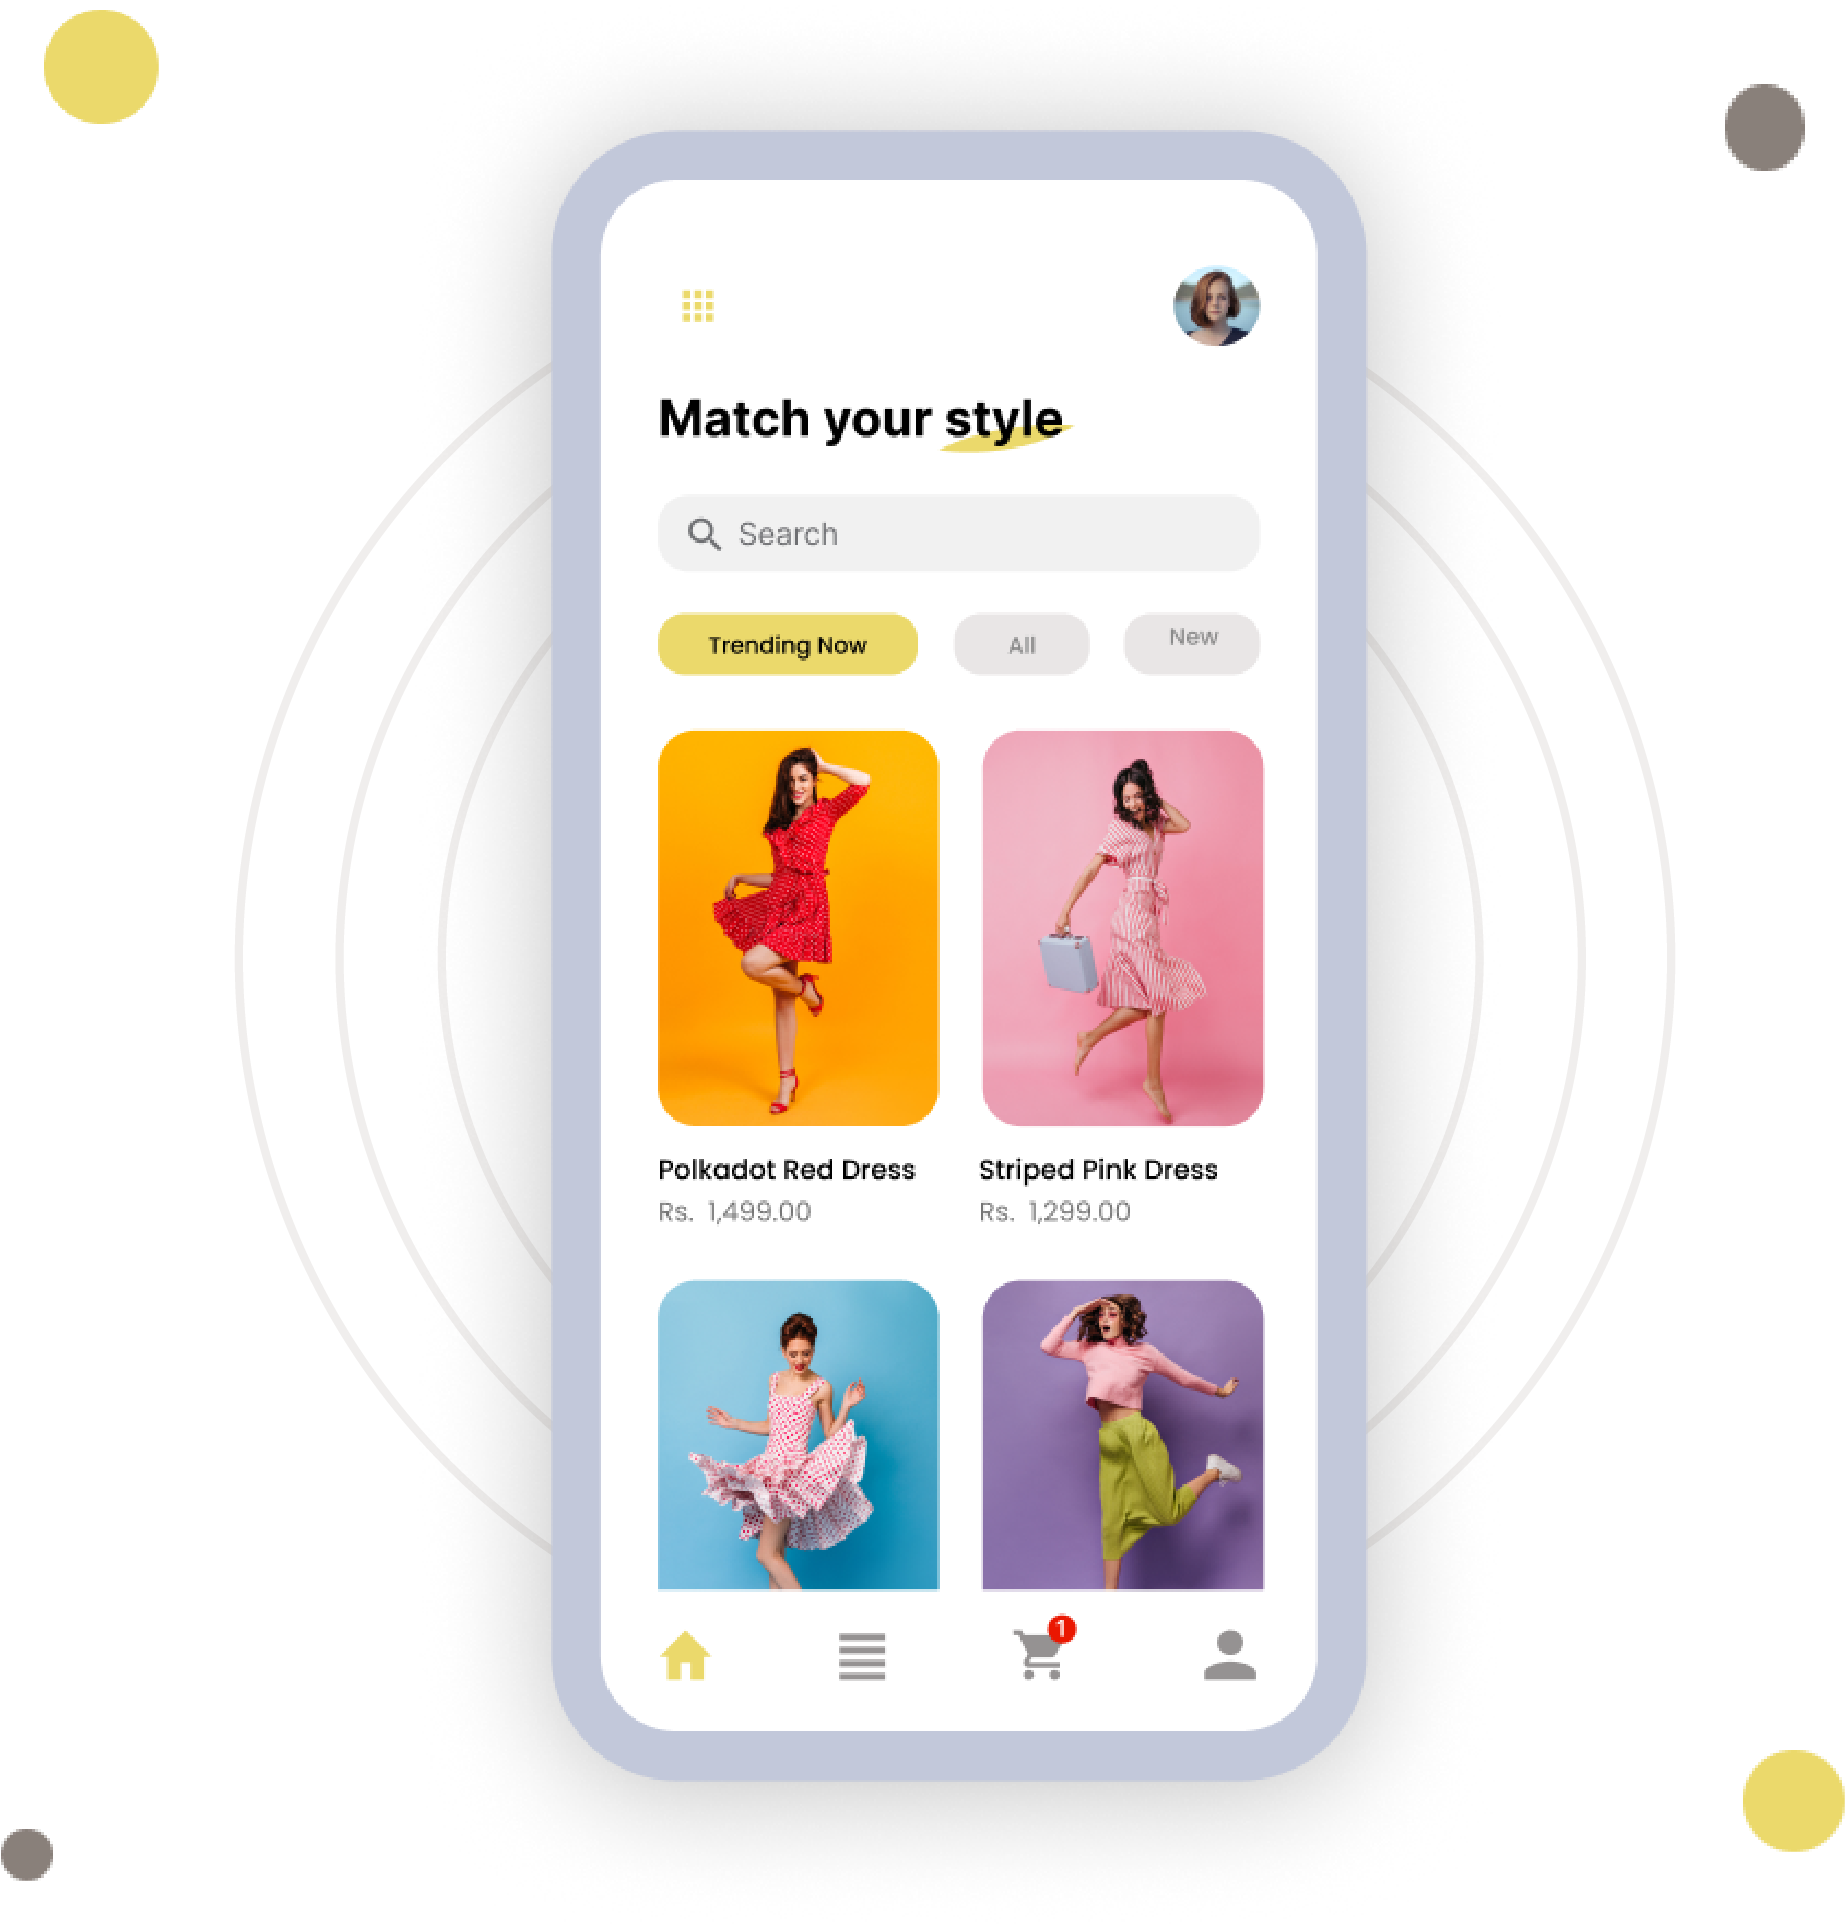 Match your style
Search
Trending Now
All
New
Polkadot Red Dress
Striped Pink Dress
Rs. 1,499.00
Rs. 1,299.00
1